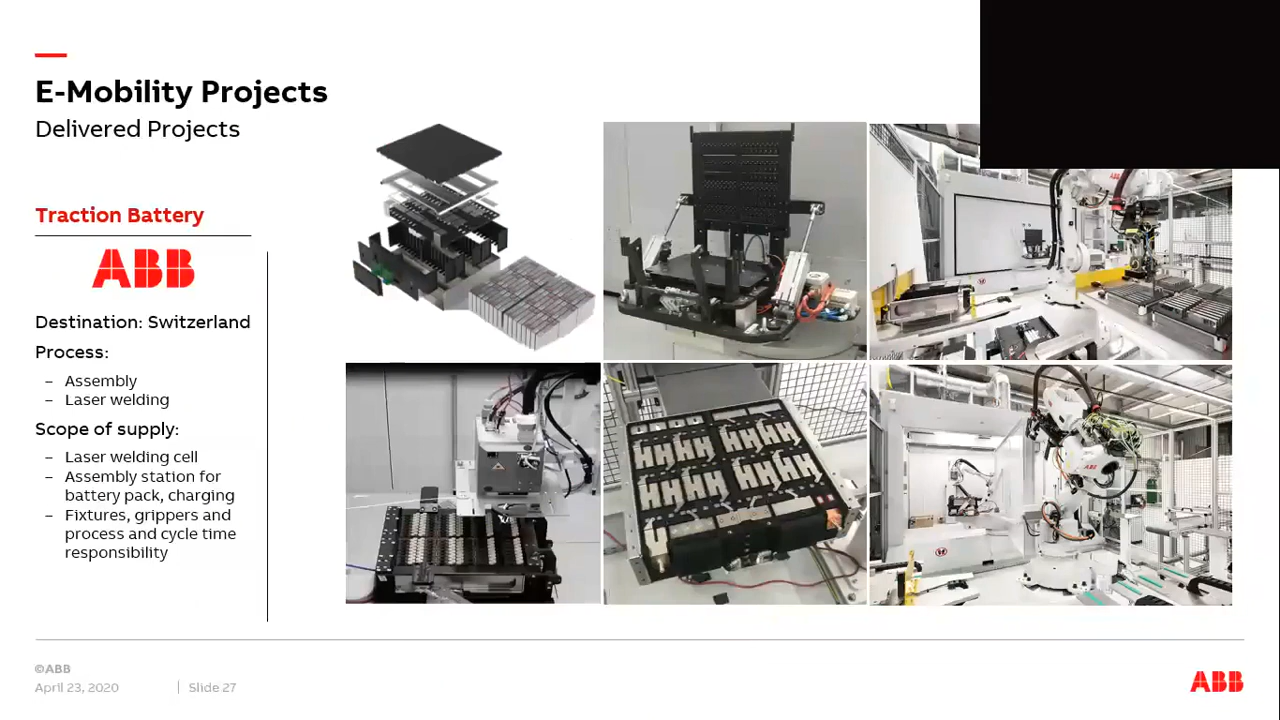 E-Mobility Projects
Delivered Projects
Traction Battery
ABB
Destination: Switzerland
Process:
– Assembly
– Laser welding
Scope of supply:
– Laser welding cell
– Assembly station for
battery pack, charging
– Fixtures, grippers and
process and cycle time
responsibility
ABB
©ABB
April 23, 2020 | Slide 27
ABB